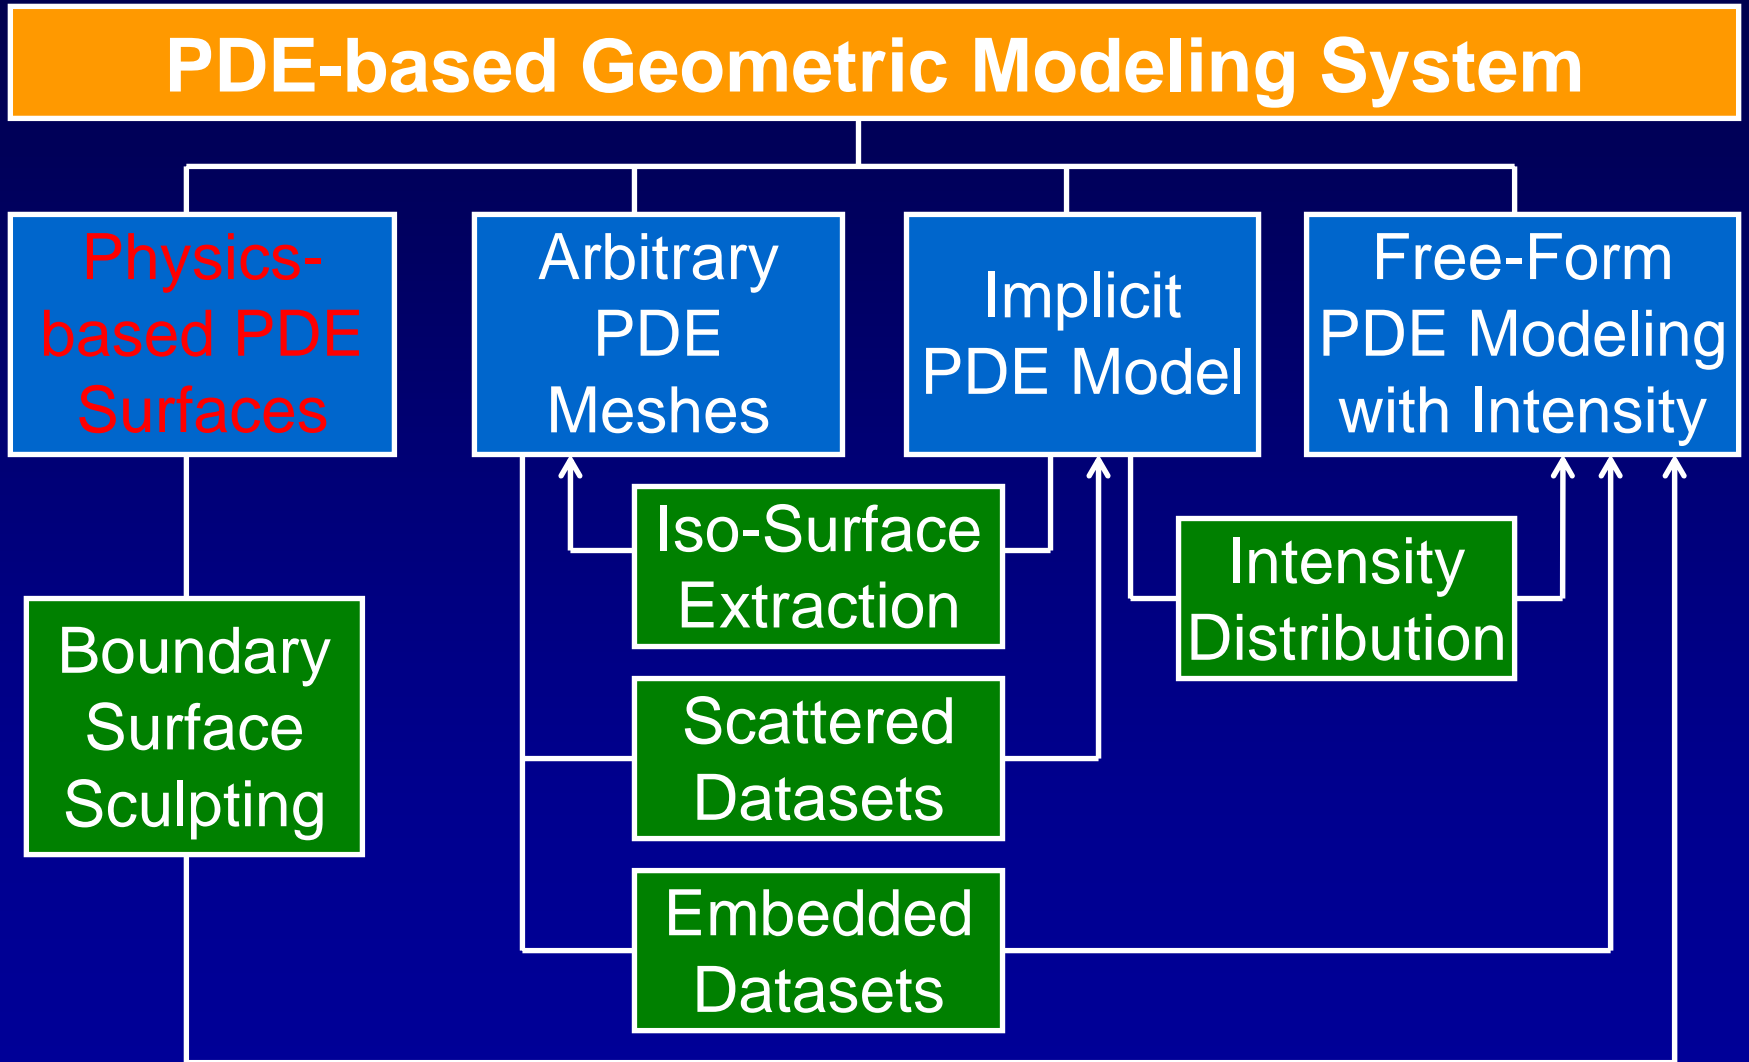 PDE-based Geometric Modeling System
Physics-
based PDE
Surfaces
Arbitrary
PDE
Meshes
Implicit
PDE Model
Free-Form
PDE Modeling
with Intensity
Iso-Surface
Extraction
Intensity
Distribution
Boundary
Surface
Sculpting
Scattered
Datasets
Embedded
Datasets